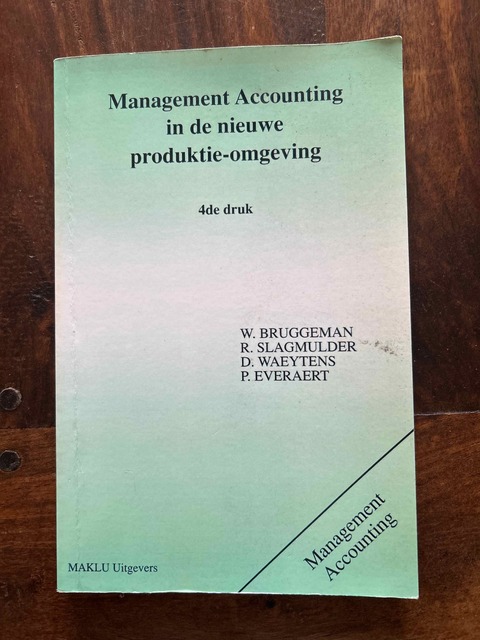 Management Accounting
in de nieuwe
produktie-omgeving
4de druk
W. BRUGGEMAN
R. SLAGMULDER
D. WAEYTENS
P. EVERAERT
Management
Accounting
MAKLU Uitgevers